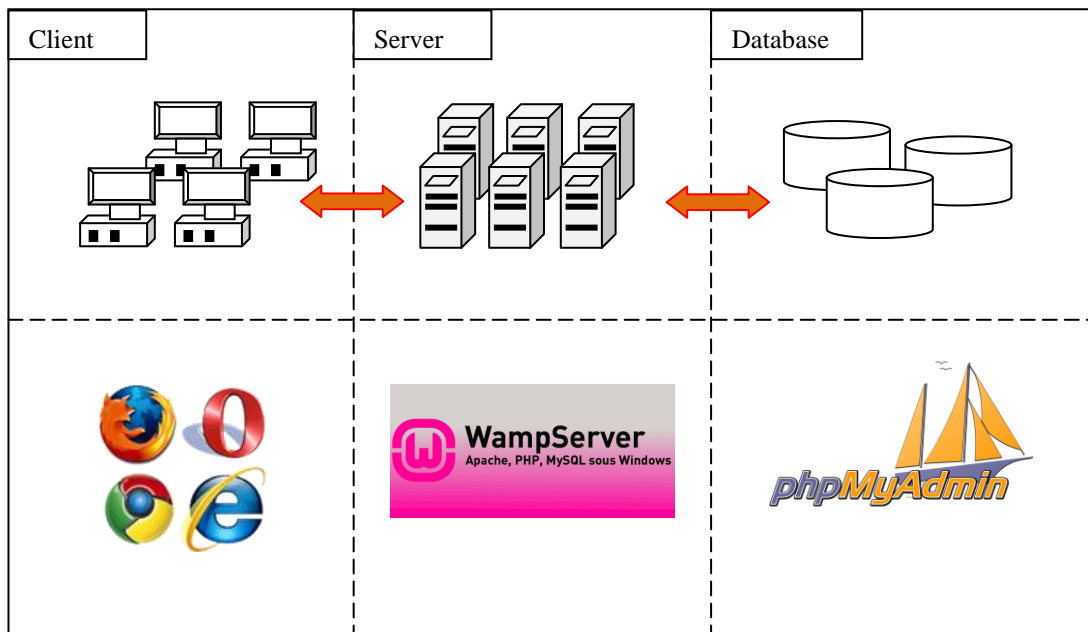 Client
Server
Database
WampServer
Apache, PHP, MySQL sous Windows
phpMyAdmin